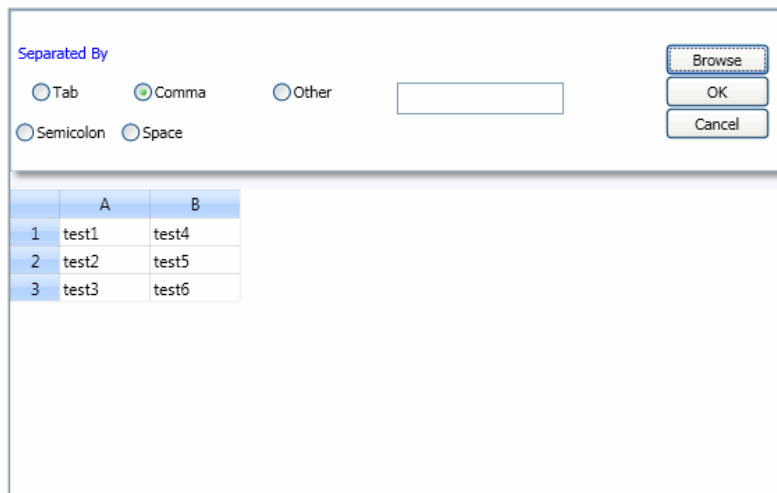 Separated By
Browse
Tab Comma Other
OK
Cancel
Semicolon Space
A B
1 test1 test4
2 test2 test5
3 test3 test6